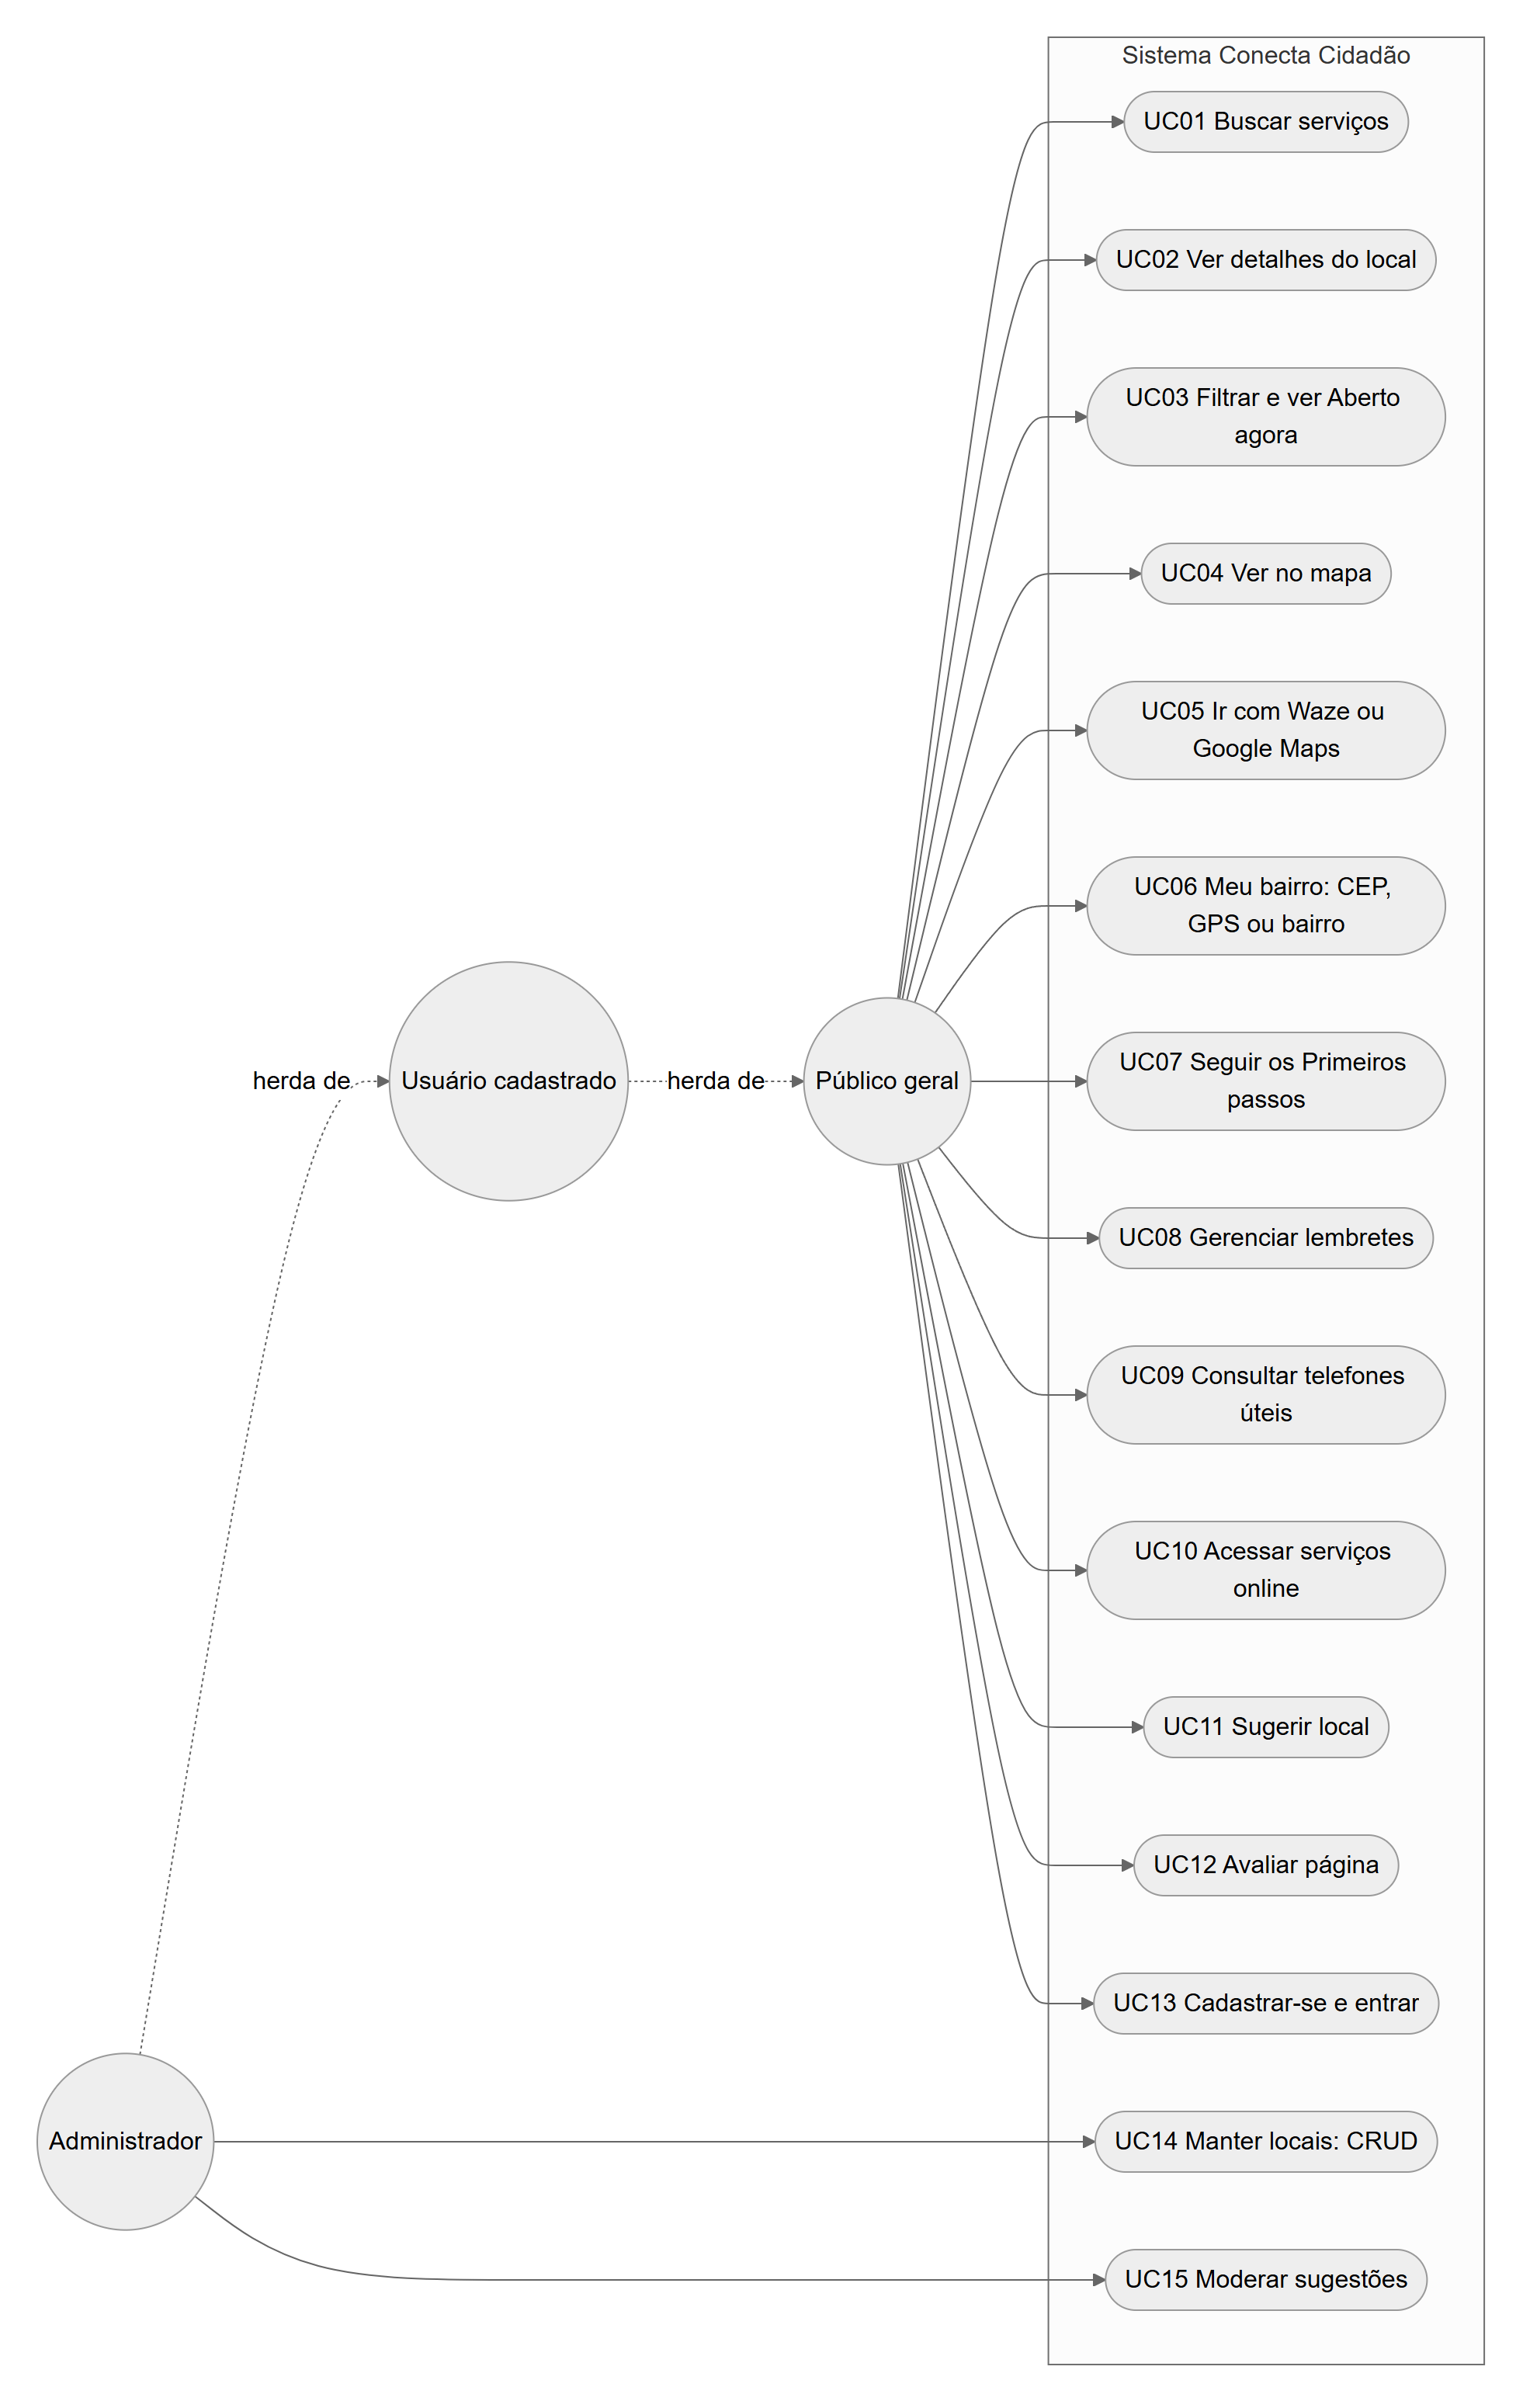 Sistema Conecta Cidadão
UC01 Buscar serviços
UC02 Ver detalhes do local
UC03 Filtrar e ver Aberto
agora
UC04 Ver no mapa
UC05 Ir com Waze ou
Google Maps
UC06 Meu bairro: CEP,
GPS ou bairro
herda de
Usuário cadastrado
herda de
Público geral
UC07 Seguir os Primeiros
passos
UC08 Gerenciar lembretes
UC09 Consultar telefones
úteis
UC10 Acessar serviços
online
UC11 Sugerir local
UC12 Avaliar página
UC13 Cadastrar-se e entrar
Administrador
UC14 Manter locais: CRUD
UC15 Moderar sugestões